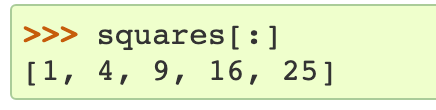 >>> squares[:]
[1, 4, 9, 16, 25]